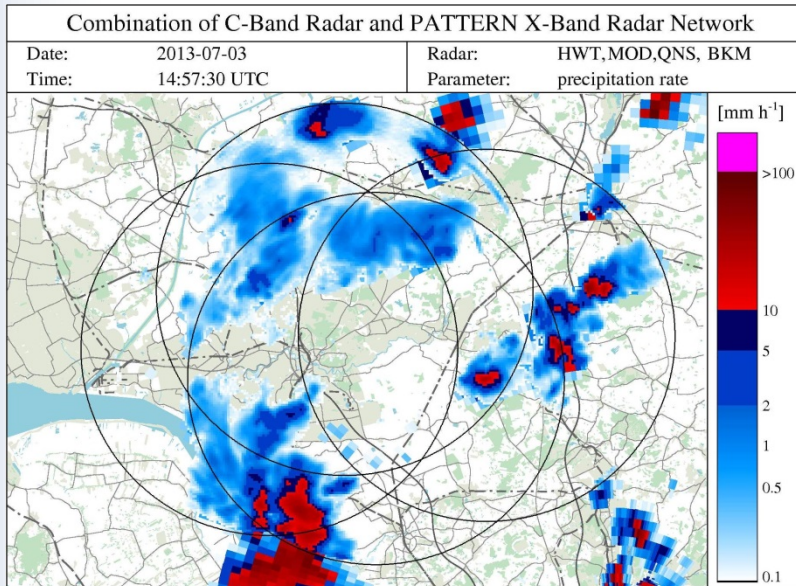 Combination of C-Band Radar and PATTERN X-Band Radar Network
Date: 2013-07-03 Radar: HWT,MOD,QNS, BKM
Time: 14:57:30 UTC Parameter: precipitation rate
[mm h⁻¹]
>100
10
5
2
1
0.5
0.1